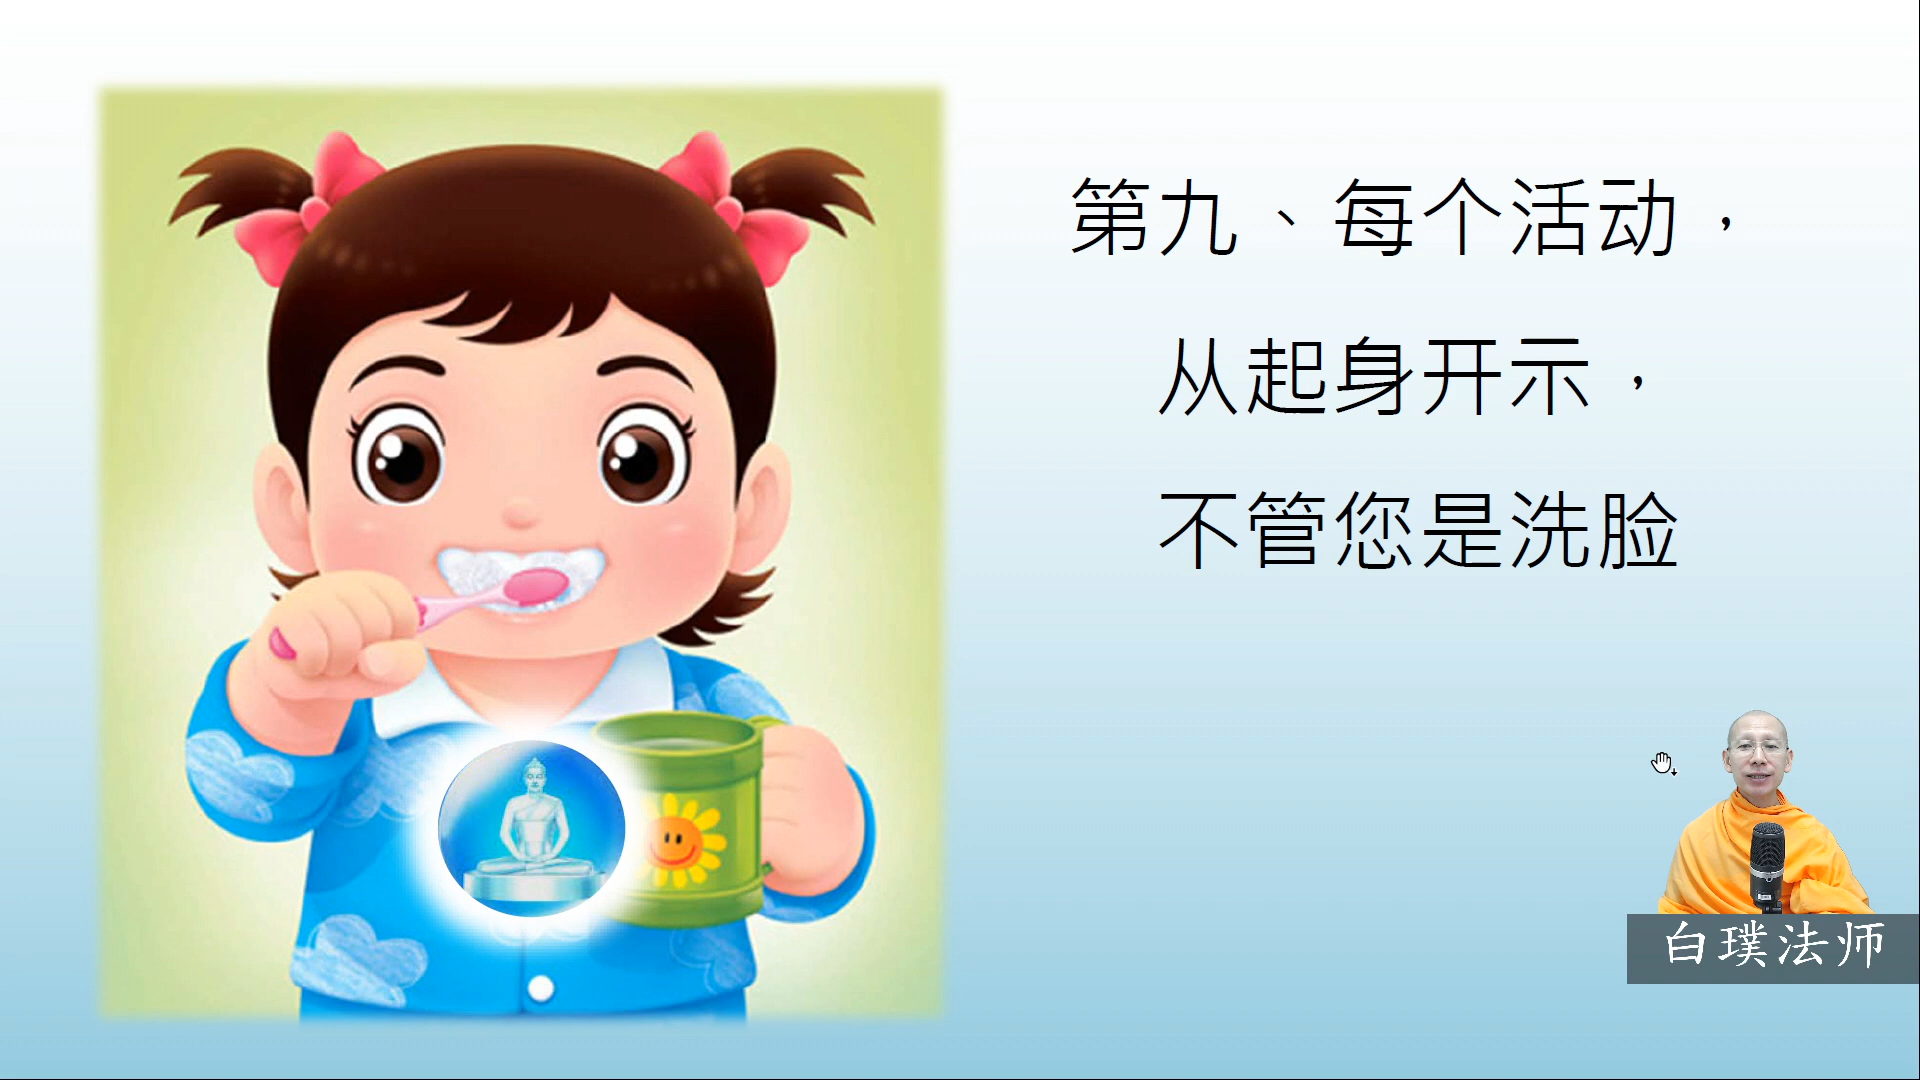 第九、每个活动，
从起身开示，
不管您是洗脸
白璞法师